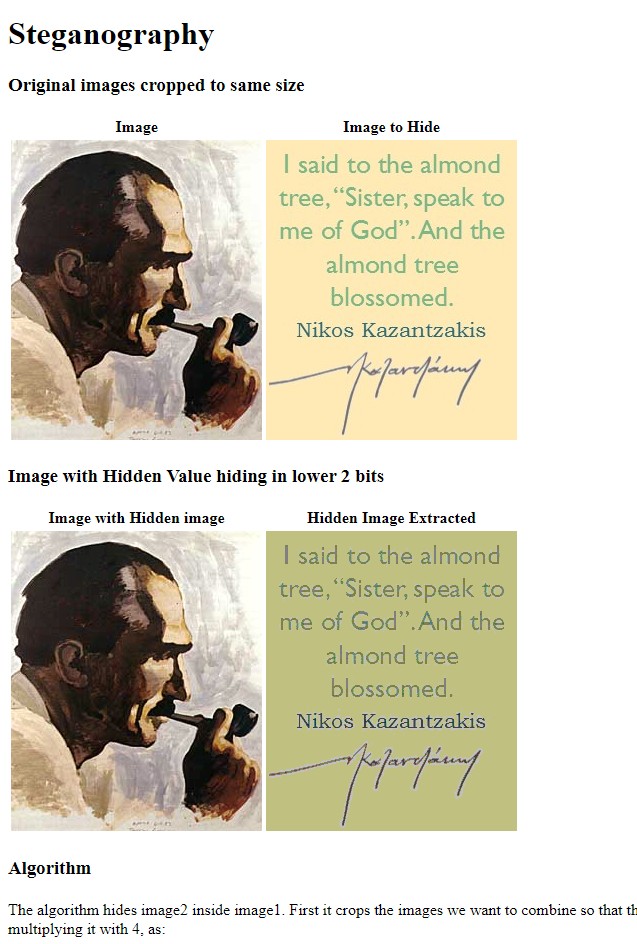 Steganography
Original images cropped to same size
Image
Image to Hide
I said to the almond
tree,“Sister, speak to
me of God”. And the
almond tree
blossomed.
Nikos Kazantzakis
Image with Hidden Value hiding in lower 2 bits
Image with Hidden image
Hidden Image Extracted
I said to the almond
tree,“Sister, speak to
me of God”. And the
almond tree
blossomed.
Nikos Kazantzakis
Algorithm
The algorithm hides image2 inside image1. First it crops the images we want to combine so that th
multiplying it with 4, as: